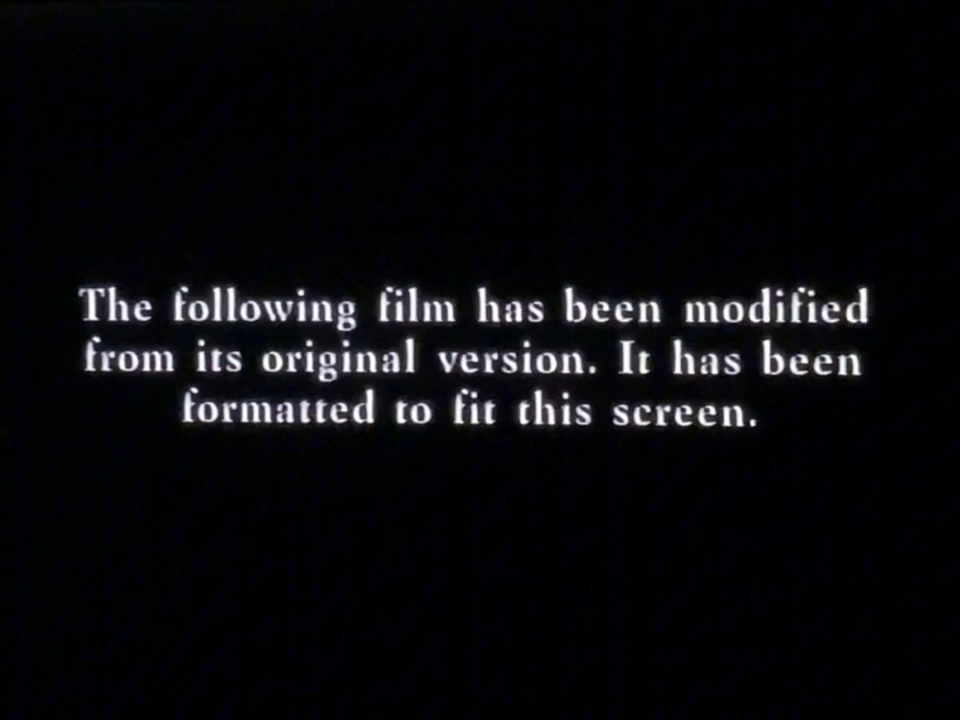 The following film has been modified
from its original version. It has been
formatted to fit this screen.